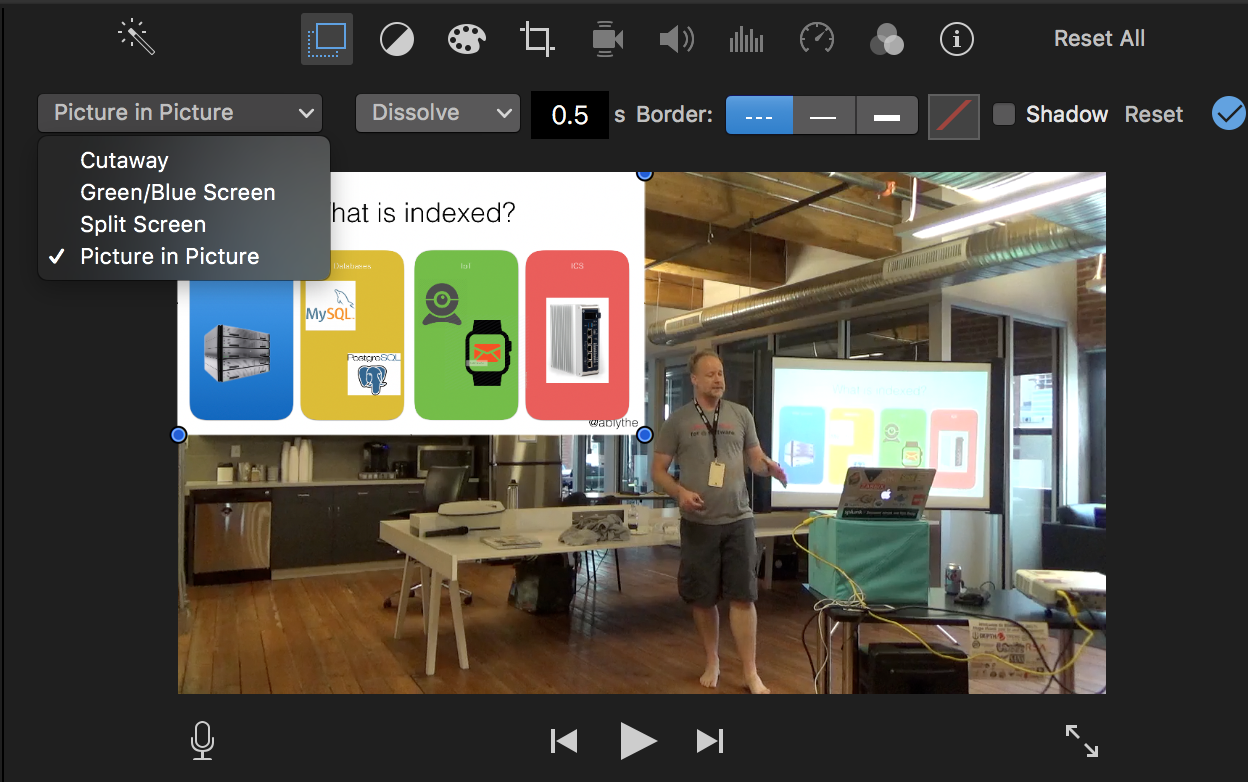 Reset All
Picture in Picture
Dissolve
0.5 s
Border:
Shadow
Reset
Cutaway
Green/Blue Screen
Split Screen
✓ Picture in Picture
hat is indexed?
Databases
IoT
ICS
MySQL
PostgreSQL
@ablythe